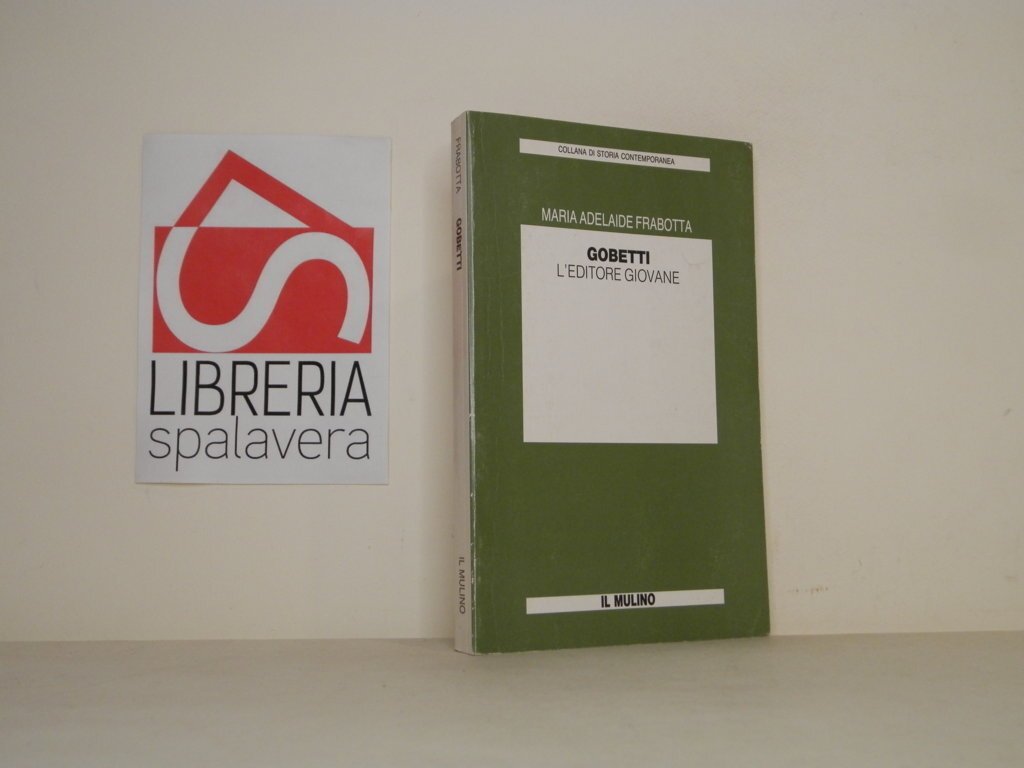 LIBRERIA
spalavera
FRABOTTA GOBETTI IL MULINO
COLLANA DI STORIA CONTEMPORANEA
MARIA ADELAIDE FRABOTTA
GOBETTI
L'EDITORE GIOVANE
IL MULINO